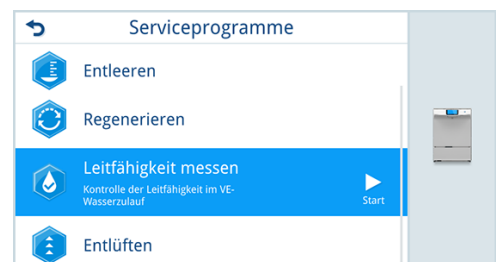 Serviceprogramme
Entleeren
Regenerieren
Leitfähigkeit messen
Kontrolle der Leitfähigkeit im VE-
Wasserzulauf
Start
Entlüften